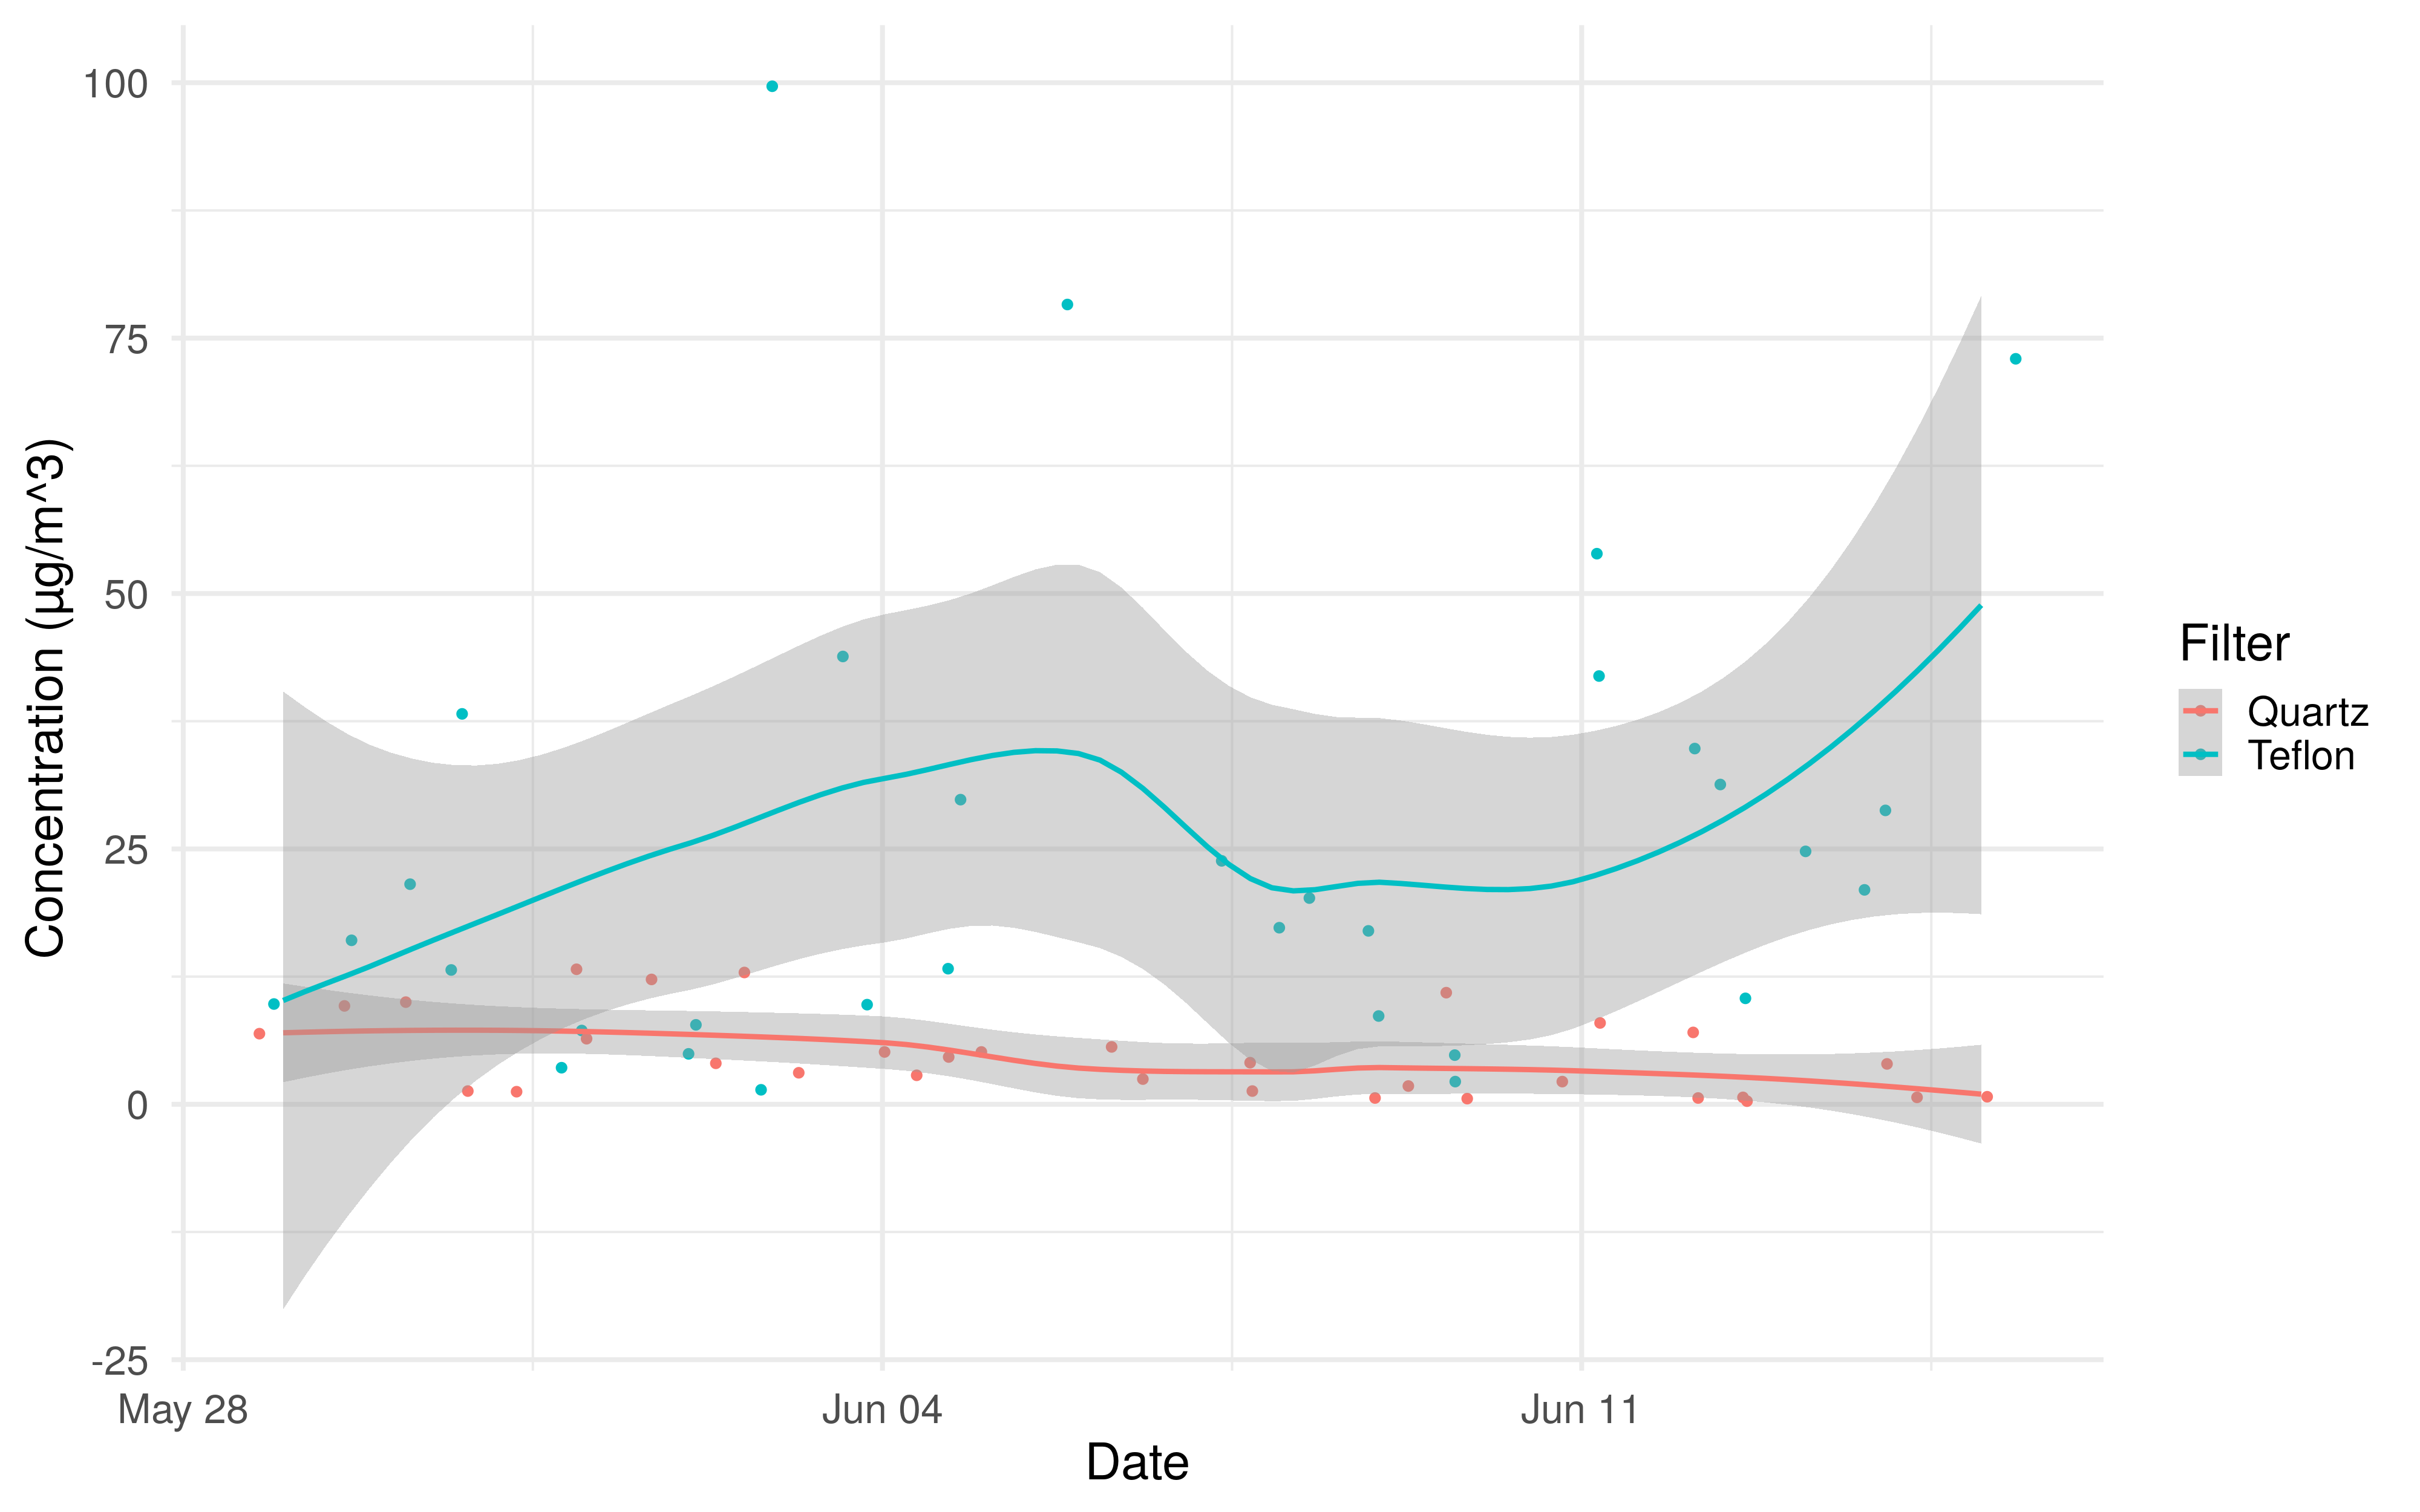 100
75
50
25
0
-25
Concentration (µg/m^3)
May 28
Jun 04
Jun 11
Date
Filter
Quartz
Teflon